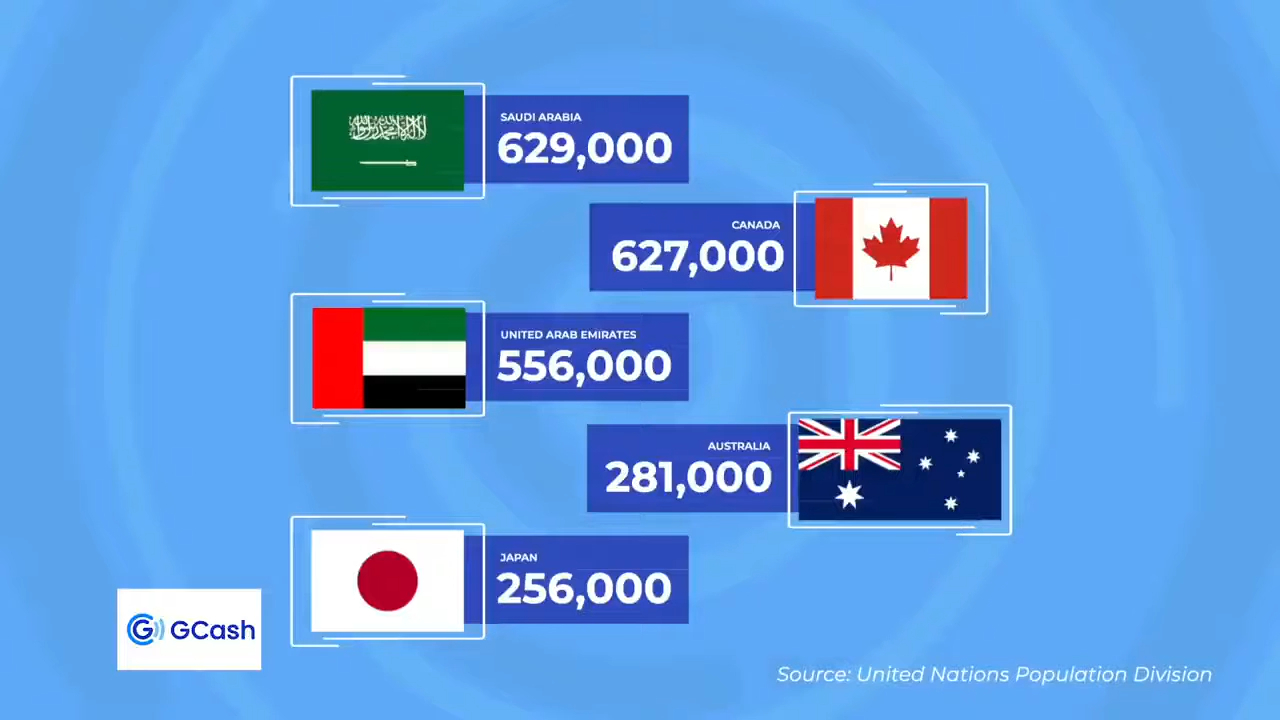 SAUDI ARABIA
629,000
CANADA
627,000
UNITED ARAB EMIRATES
556,000
AUSTRALIA
281,000
JAPAN
256,000
GCash
Source: United Nations Population Division